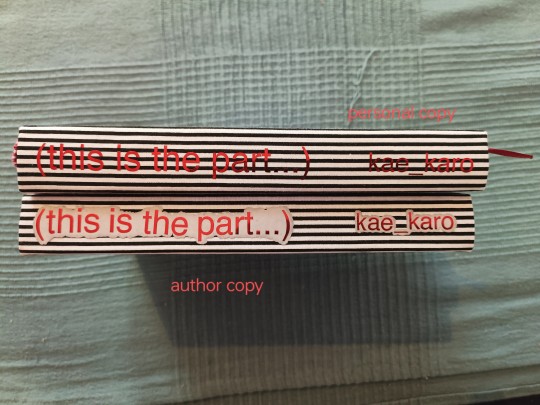 personal copy
(this is the part...) kae_karo
(this is the part...) kae_karo
author copy